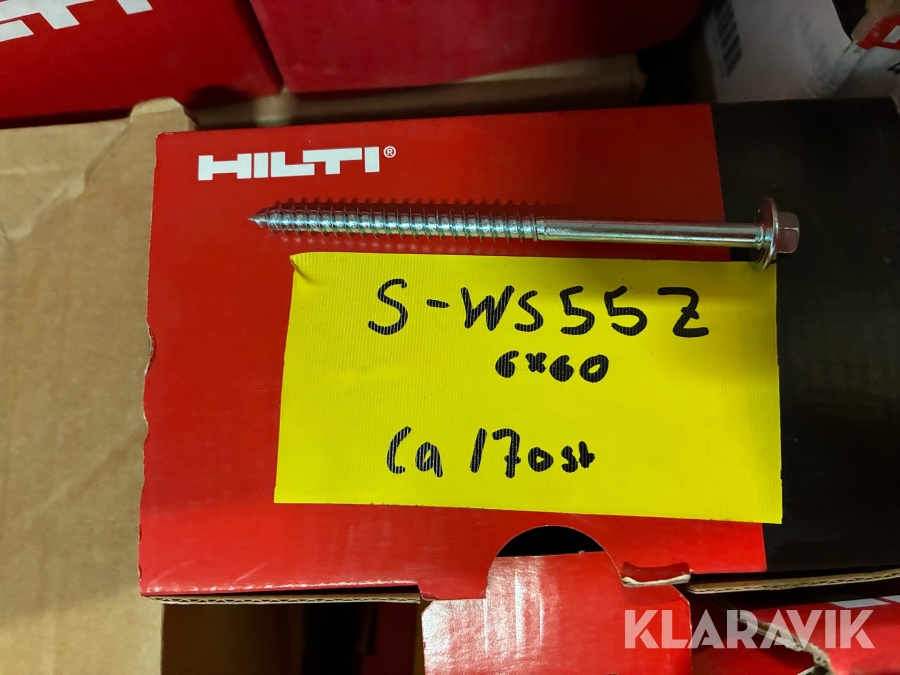 HILTI®
S-WS55Z
6x60
Ca 170st
KLARAVIK